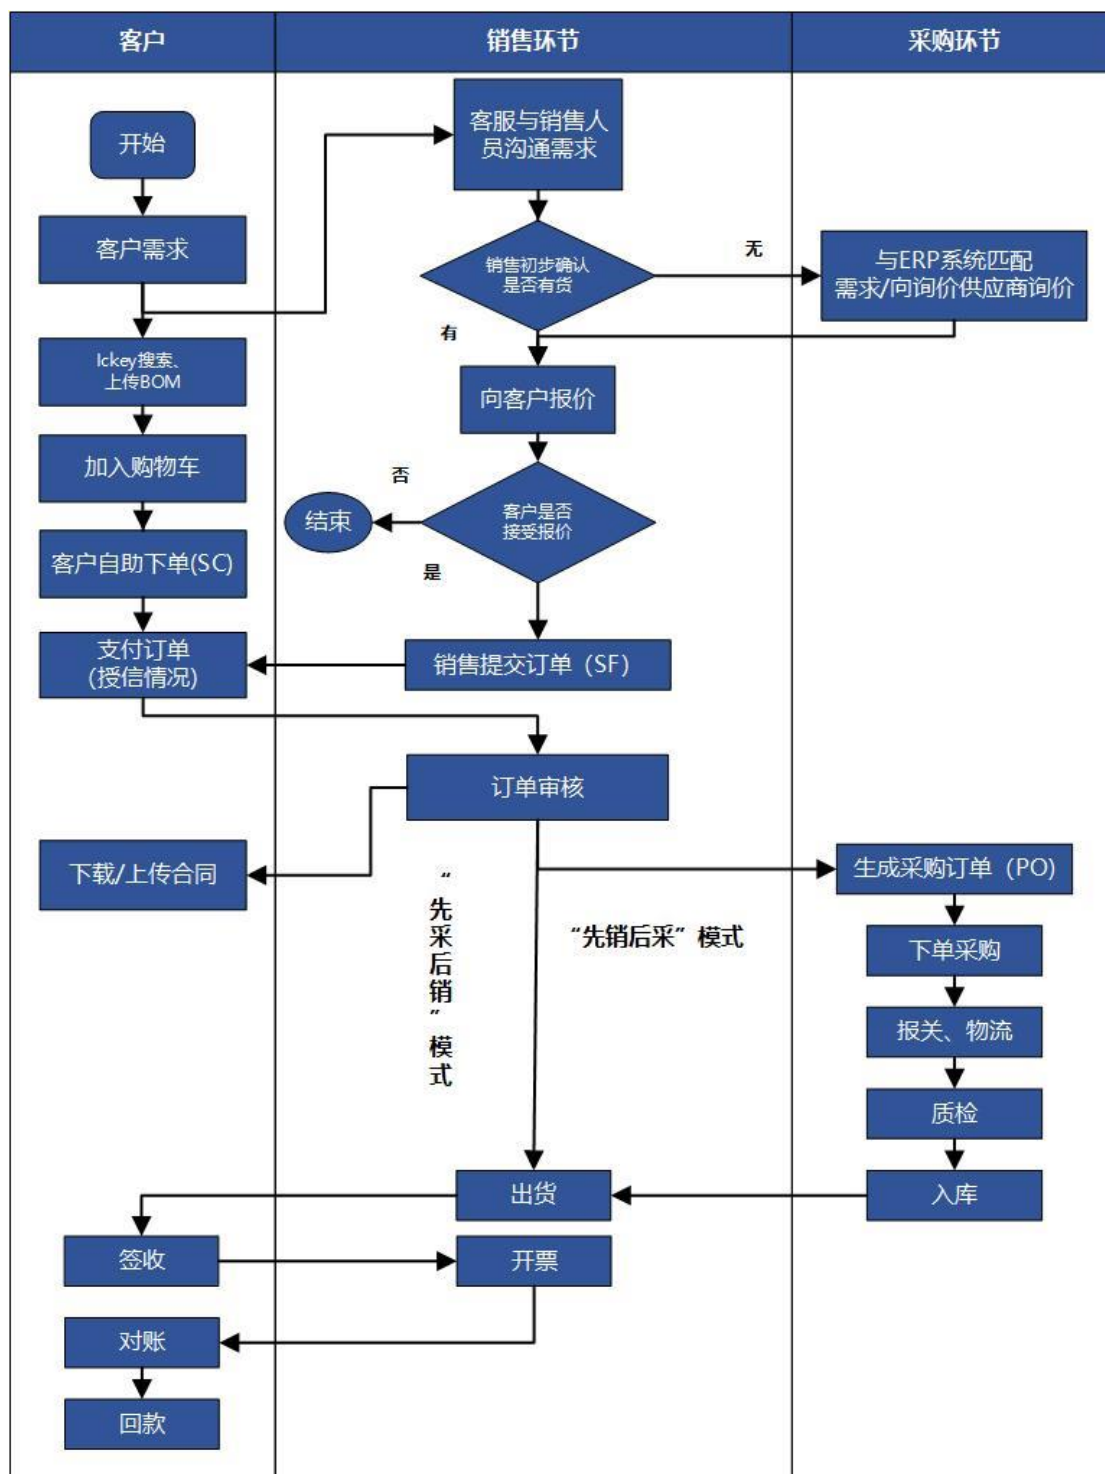 客户
销售环节
采购环节
开始
客服与销售人
员沟通需求
客户需求
销售初步确认
是否有货
无
与ERP系统匹配
需求/向询价供应商询价
有
Ickey搜索、
上传BOM
向客户报价
加入购物车
否
客户是否
接受报价
结束
客户自助下单(SC)
是
支付订单
(授信情况)
销售提交订单（SF）
订单审核
下载/上传合同
生成采购订单（PO)
“先采后销”模式
“先销后采”模式
下单采购
报关、物流
质检
出货
入库
签收
开票
对账
回款